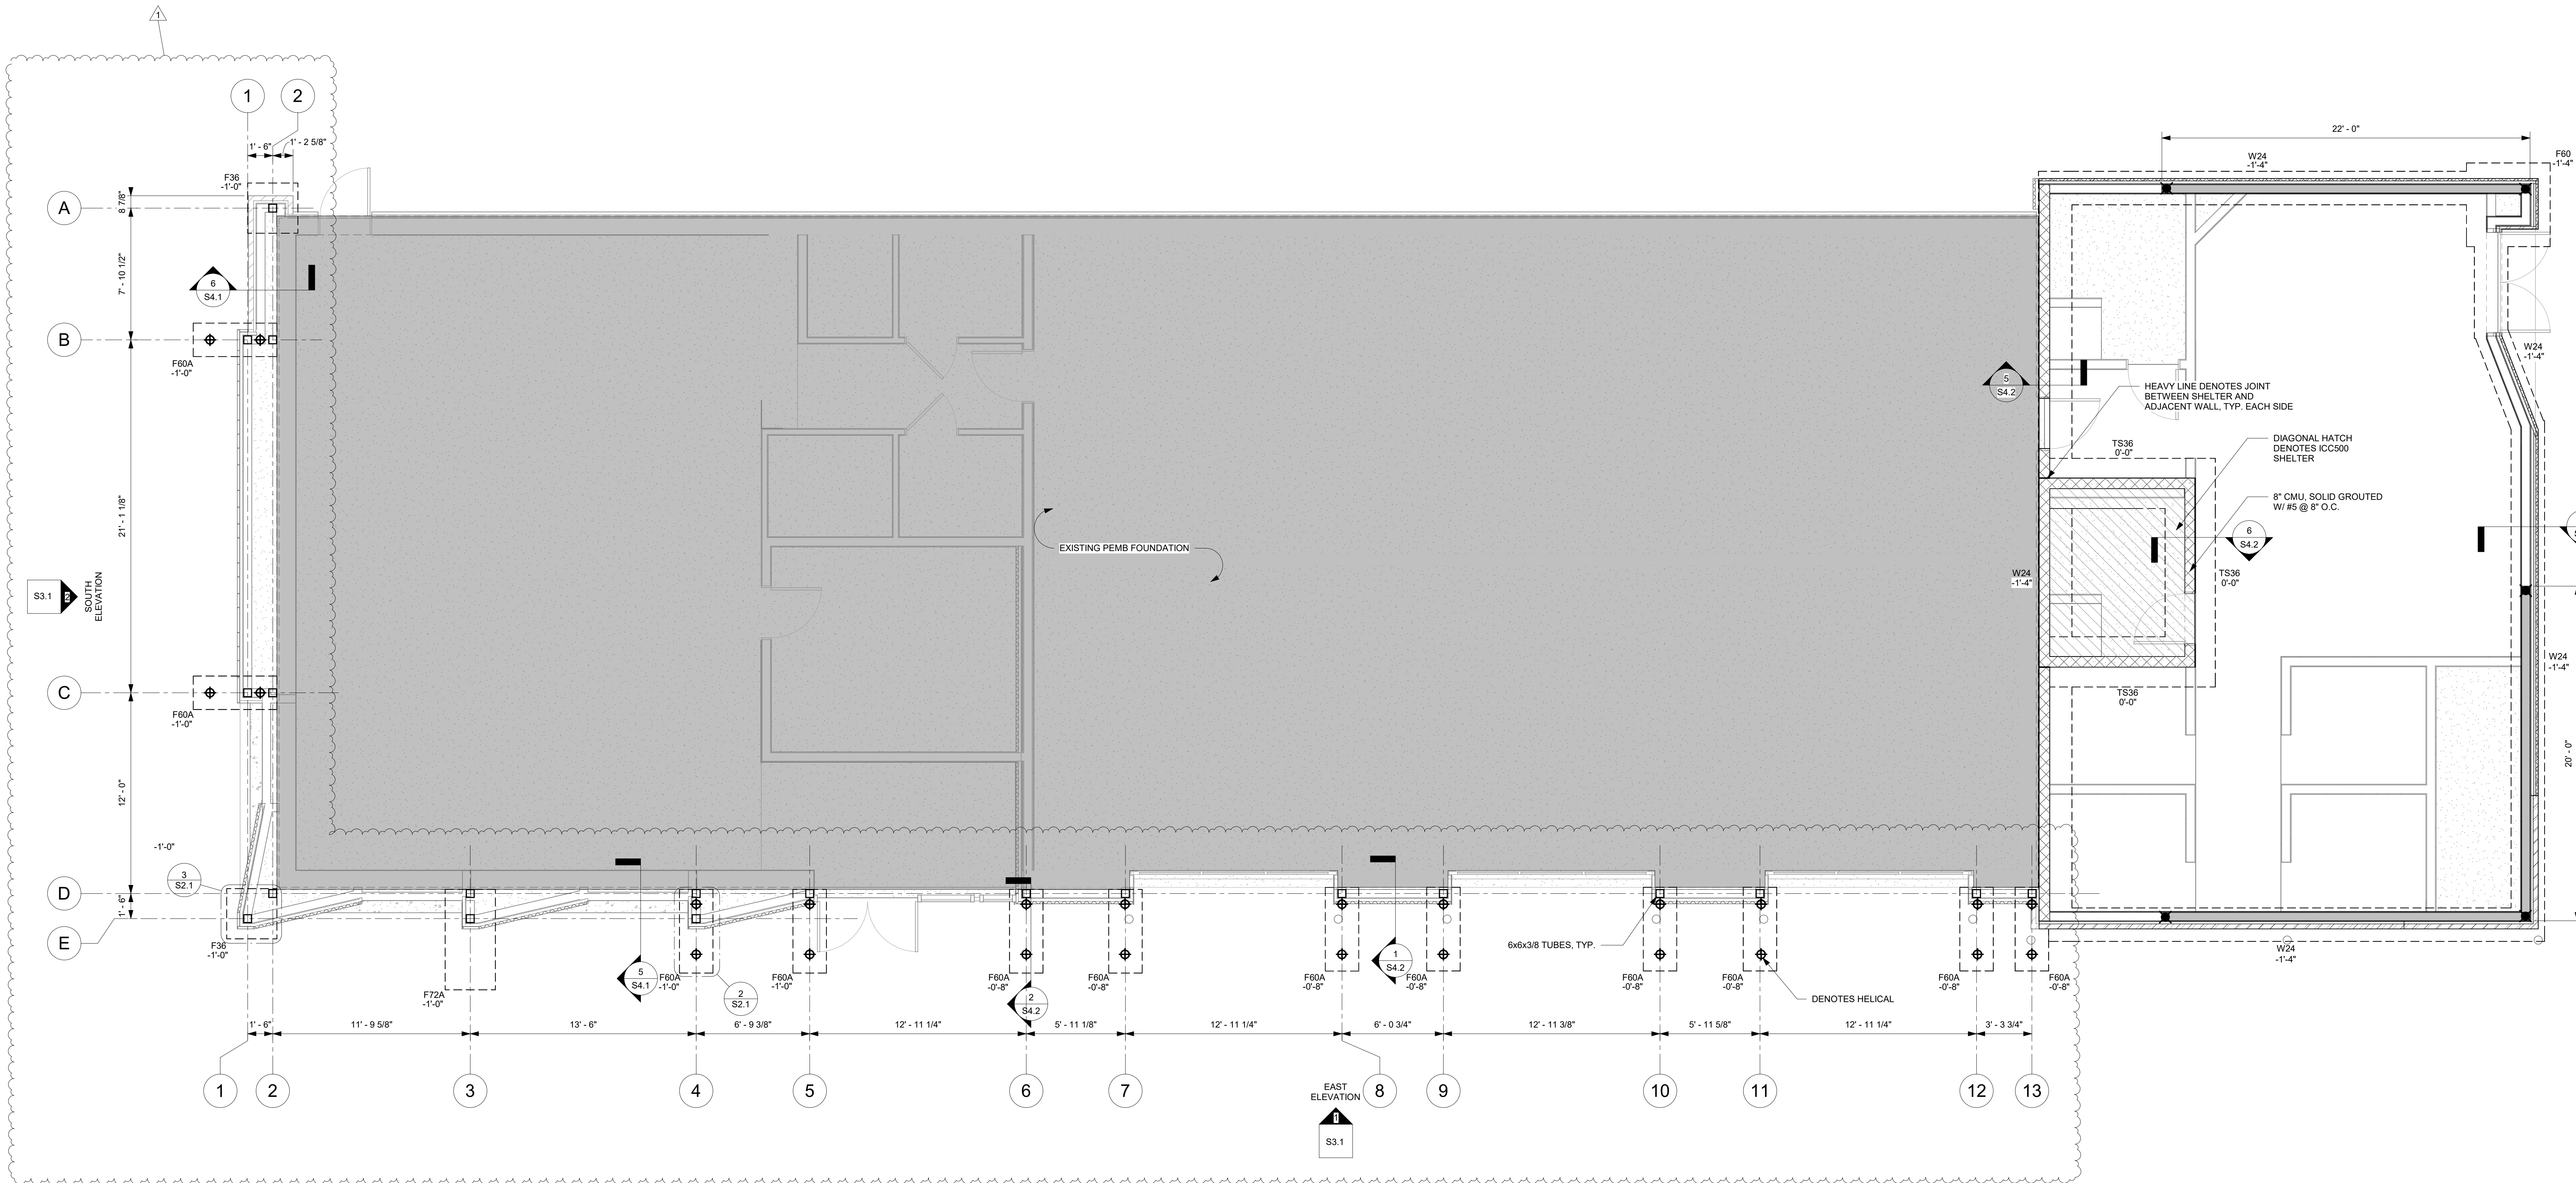 1
1
2
1' - 6"
1' - 2 5/8"
22' - 0"
W24
-1'-4"
F60
-1'-4"
F36
-1'-0"
8 7/8"
A
7' - 10 1/2"
6
S4.1
B
F60A
-1'-0"
W24
-1'-4"
5
S4.2
HEAVY LINE DENOTES JOINT
BETWEEN SHELTER AND
ADJACENT WALL, TYP. EACH SIDE
TS36
0'-0"
DIAGONAL HATCH
DENOTES ICC500
SHELTER
8" CMU, SOLID GROUTED
W/ #5 @ 8" O.C.
21' - 1 1/8"
EXISTING PEMB FOUNDATION
6
S4.2
W24
-1'-4"
TS36
0'-0"
S3.1
2
SOUTH
ELEVATION
W24
-1'-4"
C
TS36
0'-0"
F60A
-1'-0"
20' - 0"
12' - 0"
-1'-0"
3
S2.1
D
1' - 6"
E
F36
-1'-0"
F72A
-1'-0"
5
S4.1
F60A
-1'-0"
2
S2.1
F60A
-1'-0"
F60A
-0'-8"
2
S4.2
F60A
-0'-8"
F60A
-0'-8"
1
S4.2
F60A
-0'-8"
6x6x3/8 TUBES, TYP.
F60A
-0'-8"
F60A
-0'-8"
DENOTES HELICAL
F60A
-0'-8"
F60A
-0'-8"
W24
-1'-4"
1' - 6"
11' - 9 5/8"
13' - 6"
6' - 9 3/8"
12' - 11 1/4"
5' - 11 1/8"
12' - 11 1/4"
6' - 0 3/4"
12' - 11 3/8"
5' - 11 5/8"
12' - 11 1/4"
3' - 3 3/4"
1
2
3
4
5
6
7
8
9
10
11
12
13
EAST
ELEVATION
1
S3.1